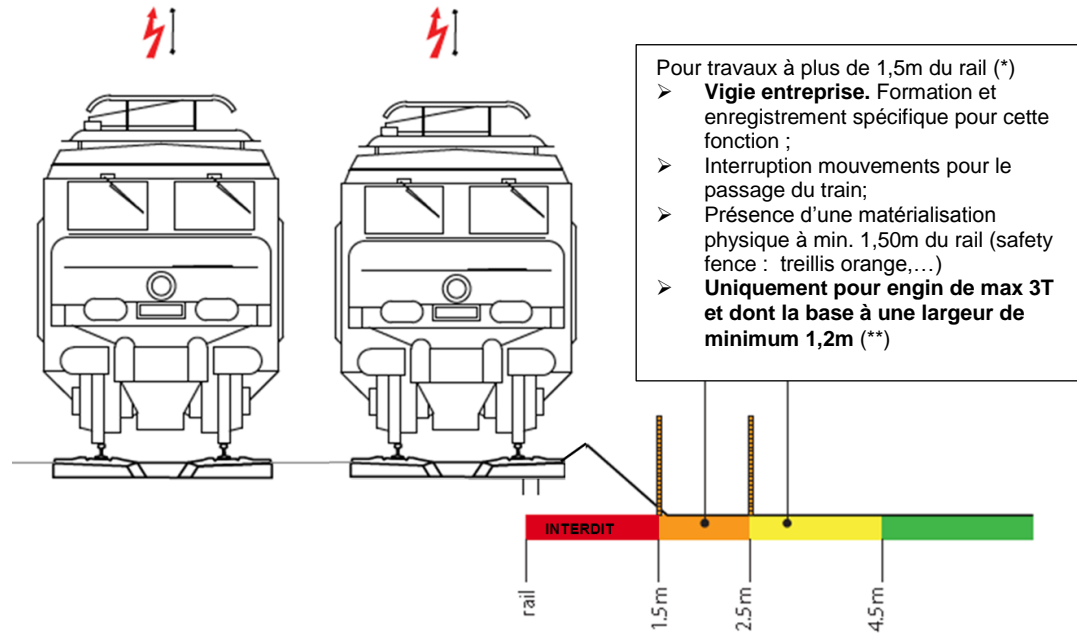 Pour travaux à plus de 1,5m du rail (*)
➢ Vigie entreprise. Formation et
enregistrement spécifique pour cette
fonction ;
➢ Interruption mouvements pour le
passage du train;
➢ Présence d'une matérialisation
physique à min. 1,50m du rail (safety
fence : treillis orange,…)
➢ Uniquement pour engin de max 3T
et dont la base à une largeur de
minimum 1,2m (**)
INTERDIT
rail
1.5m
2.5m
4.5m